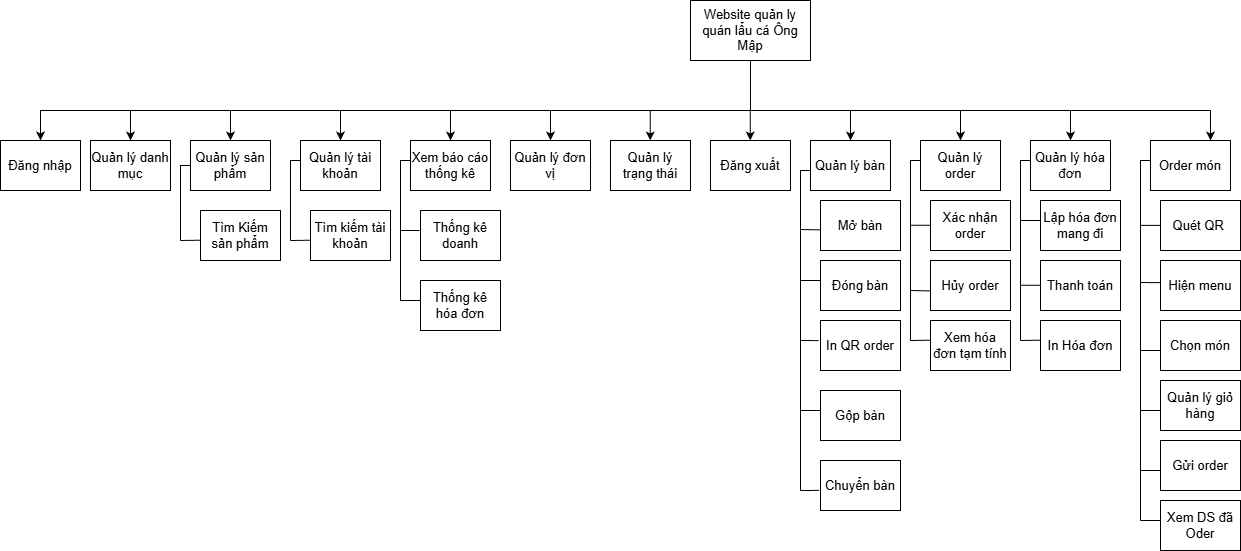 Website quản ly
quán lẩu cá Ông
Mập
Đăng nhập
Quản lý danh
mục
Quản lý sản
phẩm
Tìm Kiếm
sản phẩm
Quản lý tài
khoản
Tìm kiếm tài
khoản
Xem báo cáo
thống kê
Thống kê
doanh
Thống kê
hóa đơn
Quản lý đơn
vị
Quản lý
trạng thái
Đăng xuất
Quản lý bàn
Mở bàn
Đóng bàn
In QR order
Gộp bàn
Chuyển bàn
Quản lý
order
Xác nhận
order
Hủy order
Xem hóa
đơn tạm tính
Quản lý hóa
đơn
Lập hóa đơn
mang đi
Thanh toán
In Hóa đơn
Order món
Quét QR
Hiện menu
Chọn món
Quản lý giỏ
hàng
Gửi order
Xem DS đã
Oder